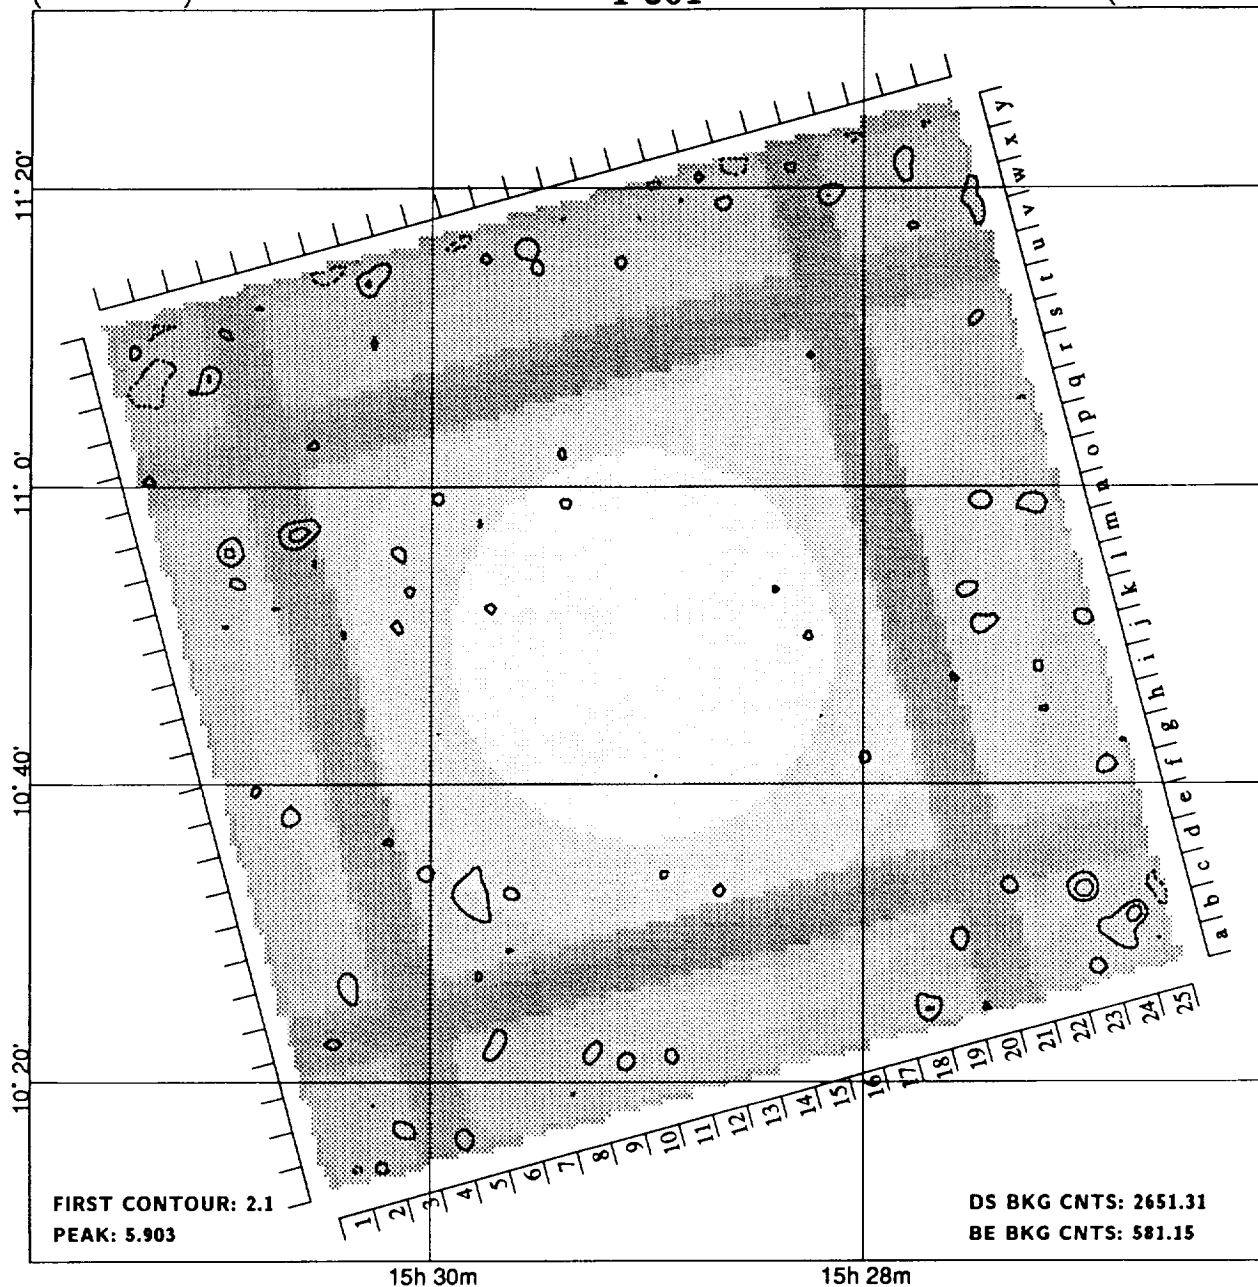 11° 20'
11° 0'
10° 40'
10° 20'
a b c d e f g h i j k l m n o p q r s t u v w x y
1 2 3 4 5 6 7 8 9 10 11 12 13 14 15 16 17 18 19 20 21 22 23 24 25
FIRST CONTOUR: 2.1
PEAK: 5.903
DS BKG CNTS: 2651.31
BE BKG CNTS: 581.15
15h 30m
15h 28m